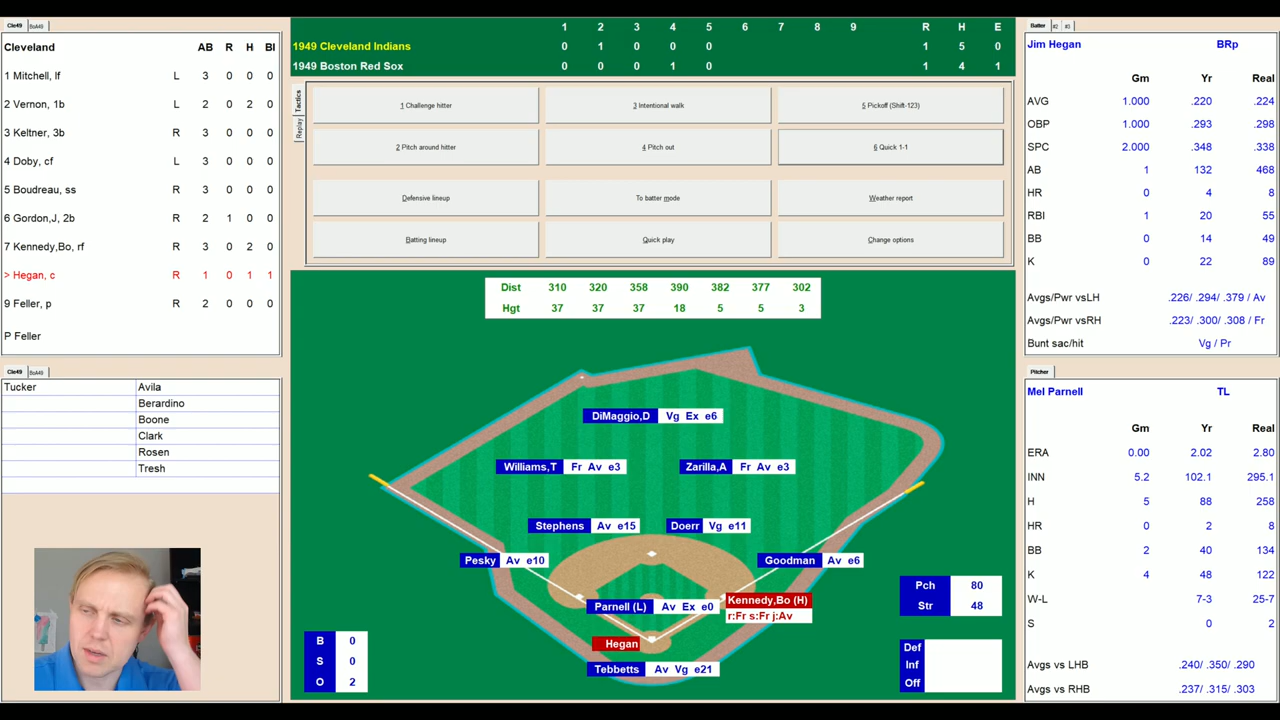 Cle49 BoA49
Cleveland AB R H BI
1 Mitchell, lf L 3 0 0 0
2 Vernon, 1b L 2 0 2 0
3 Keltner, 3b R 3 0 0 0
4 Doby, cf L 3 0 0 0
5 Boudreau, ss R 3 0 0 0
6 Gordon,J, 2b R 2 1 0 0
7 Kennedy,Bo, rf R 3 0 2 0
> Hegan, c R 1 0 1 1
9 Feller, p R 2 0 0 0
P Feller
Cle49 BoA49
Tucker Avila
Berardino
Boone
Clark
Rosen
Tresh
1 2 3 4 5 6 7 8 9 R H E
1949 Cleveland Indians 0 1 0 0 0 1 5 0
1949 Boston Red Sox 0 0 0 1 0 1 4 1
Tactics
Replay
1 Challenge hitter 3 Intentional walk 5 Pickoff (Shift-123)
2 Pitch around hitter 4 Pitch out 6 Quick 1-1
Defensive lineup To batter mode Weather report
Batting lineup Quick play Change options
Dist 310 320 358 390 382 377 302
Hgt 37 37 37 18 5 5 3
DiMaggio,D Vg Ex e6
Williams,T Fr Av e3 Zarilla,A Fr Av e3
Stephens Av e15 Doerr Vg e11
Pesky Av e10 Goodman Av e6
Parnell (L) Av Ex e0 Kennedy,Bo (H)
r:Fr s:Fr j:Av
Hegan
Tebbetts Av Vg e21
B 0
S 0
O 2
Pch 80
Str 48
Def
Inf
Off
Batter #2 #3
Jim Hegan BRp
Gm Yr Real
AVG 1.000 .220 .224
OBP 1.000 .293 .298
SPC 2.000 .348 .338
AB 1 132 468
HR 0 4 8
RBI 1 20 55
BB 0 14 49
K 0 22 89
Avgs/Pwr vsLH .226/ .294/ .379 / Av
Avgs/Pwr vsRH .223/ .300/ .308 / Fr
Bunt sac/hit Vg / Pr
Pitcher
Mel Parnell TL
Gm Yr Real
ERA 0.00 2.02 2.80
INN 5.2 102.1 295.1
H 5 88 258
HR 0 2 8
BB 2 40 134
K 4 48 122
W-L 7-3 25-7
S 0 2
Avgs vs LHB .240/ .350/ .290
Avgs vs RHB .237/ .315/ .303